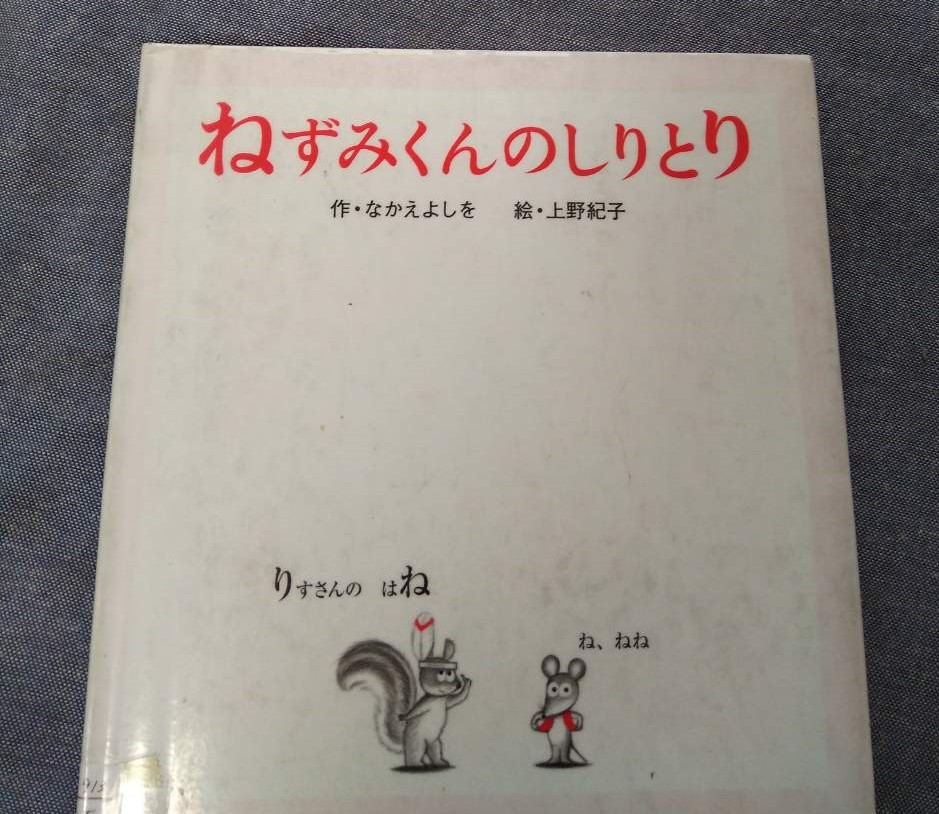 ねずみくんのしりとり
作・なかえよしを　絵・上野紀子
りすさんの　はね
ね、ねね